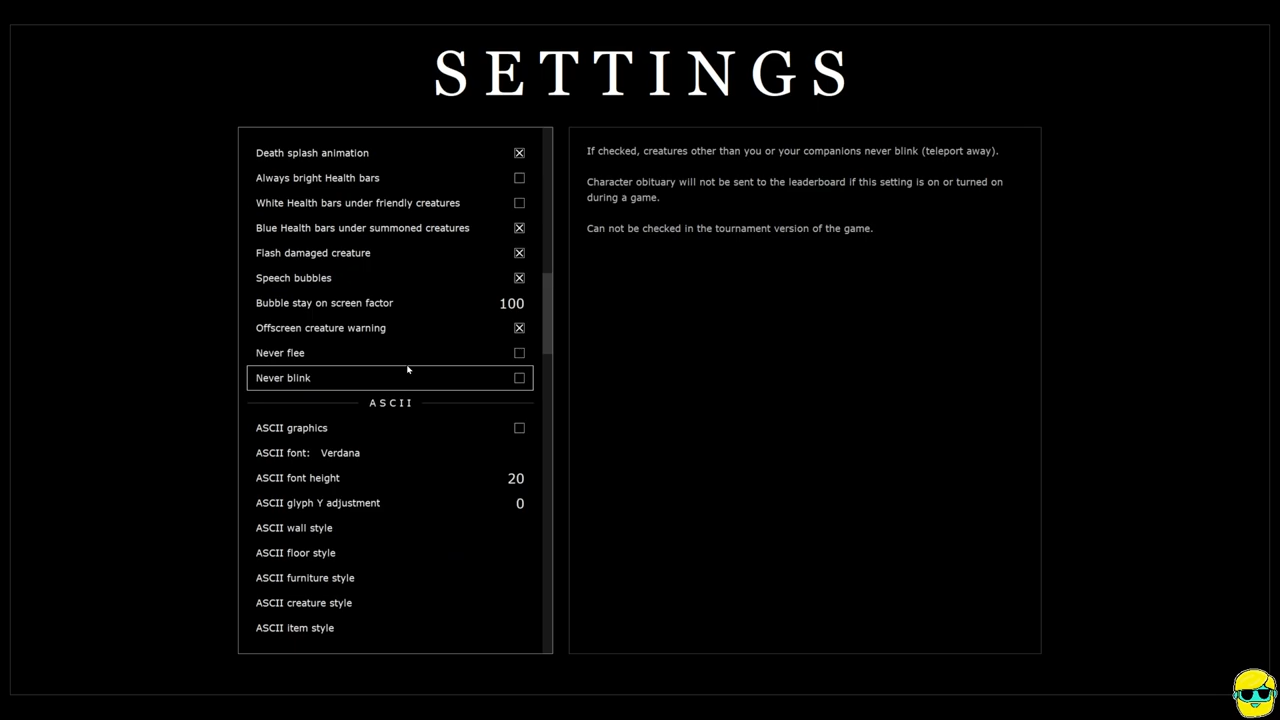 SETTINGS
Death splash animation
Always bright Health bars
White Health bars under friendly creatures
Blue Health bars under summoned creatures
Flash damaged creature
Speech bubbles
Bubble stay on screen factor 100
Offscreen creature warning
Never flee
Never blink
ASCII
ASCII graphics
ASCII font: Verdana
ASCII font height 20
ASCII glyph Y adjustment 0
ASCII wall style
ASCII floor style
ASCII furniture style
ASCII creature style
ASCII item style
If checked, creatures other than you or your companions never blink (teleport away).
Character obituary will not be sent to the leaderboard if this setting is on or turned on
during a game.
Can not be checked in the tournament version of the game.